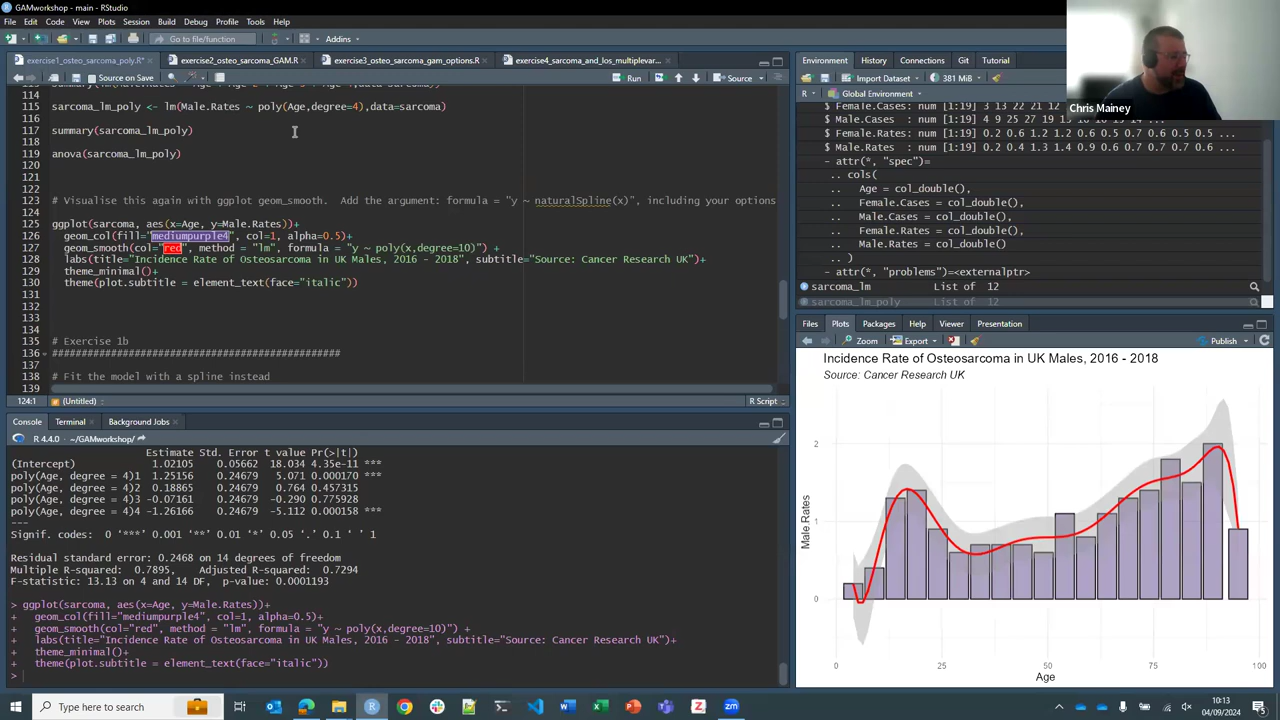 GAMworkshop - main - RStudio
File Edit Code View Plots Session Build Debug Profile Tools Help
Go to file/function Addins
exercise1_osteo_sarcoma_poly.R* exercise2_osteo_sarcoma_GAM.R exercise3_osteo_sarcoma_gam_options.R exercise4_sarcoma_and_los_multiplevar...
Source on Save Run Source
115 sarcoma_lm_poly <- lm(Male.Rates ~ poly(Age,degree=4),data=sarcoma)
116
117 summary(sarcoma_lm_poly)
118
119 anova(sarcoma_lm_poly)
120
121
122
123 # Visualise this again with ggplot geom_smooth. Add the argument: formula = "y ~ naturalSpline(x)", including your options
124
125 ggplot(sarcoma, aes(x=Age, y=Male.Rates))+
126 geom_col(fill="mediumpurple4", col=1, alpha=0.5)+
127 geom_smooth(col="red", method = "lm", formula = "y ~ poly(x,degree=10)") +
128 labs(title="Incidence Rate of Osteosarcoma in UK Males, 2016 - 2018", subtitle="Source: Cancer Research UK")+
129 theme_minimal()+
130 theme(plot.subtitle = element_text(face="italic"))
131
132
133
134
135 # Exercise 1b
136 ##############################################
137
138 # Fit the model with a spline instead
139
124:1 (Untitled) R Script
Console Terminal Background Jobs
R 4.4.0 · ~/GAMworkshop/
Estimate Std. Error t value Pr(>|t|)
(Intercept) 1.02105 0.05662 18.034 4.35e-11 ***
poly(Age, degree = 4)1 1.25156 0.24679 5.071 0.000170 ***
poly(Age, degree = 4)2 0.18865 0.24679 0.764 0.457315
poly(Age, degree = 4)3 -0.07161 0.24679 -0.290 0.775928
poly(Age, degree = 4)4 -1.26166 0.24679 -5.112 0.000158 ***
---
Signif. codes: 0 '***' 0.001 '**' 0.01 '*' 0.05 '.' 0.1 ' ' 1
Residual standard error: 0.2468 on 14 degrees of freedom
Multiple R-squared: 0.7895, Adjusted R-squared: 0.7294
F-statistic: 13.13 on 4 and 14 DF, p-value: 0.0001193
> ggplot(sarcoma, aes(x=Age, y=Male.Rates))+
+ geom_col(fill="mediumpurple4", col=1, alpha=0.5)+
+ geom_smooth(col="red", method = "lm", formula = "y ~ poly(x,degree=10)") +
+ labs(title="Incidence Rate of Osteosarcoma in UK Males, 2016 - 2018", subtitle="Source: Cancer Research UK")+
+ theme_minimal()+
+ theme(plot.subtitle = element_text(face="italic"))
>
Environment History Connections Git Tutorial
Import Dataset 381 MiB
R Global Environment
$ Female.Cases: num [1:19] 3 13 22 21 12
$ Male.Cases : num [1:19] 4 9 25 27 19
$ Female.Rates: num [1:19] 0.2 0.6 1.2 1.2 0.6 0.5 0.7 0.6 0.5 0.5 ...
$ Male.Rates : num [1:19] 0.2 0.4 1.3 1.4 0.9 0.6 0.7 0.7 0.7 0.6 ...
- attr(*, "spec")=
.. cols(
.. Age = col_double(),
.. Female.Cases = col_double(),
.. Male.Cases = col_double(),
.. Female.Rates = col_double(),
.. Male.Rates = col_double()
.. )
- attr(*, "problems")=<externalptr>
sarcoma_lm List of 12
sarcoma_lm_poly List of 12
Files Plots Packages Help Viewer Presentation
Zoom Export Publish
Incidence Rate of Osteosarcoma in UK Males, 2016 - 2018
Source: Cancer Research UK
Male.Rates
2
1
0
0 25 50 75 100
Age
Chris Mainey
Type here to search
10:13
04/09/2024